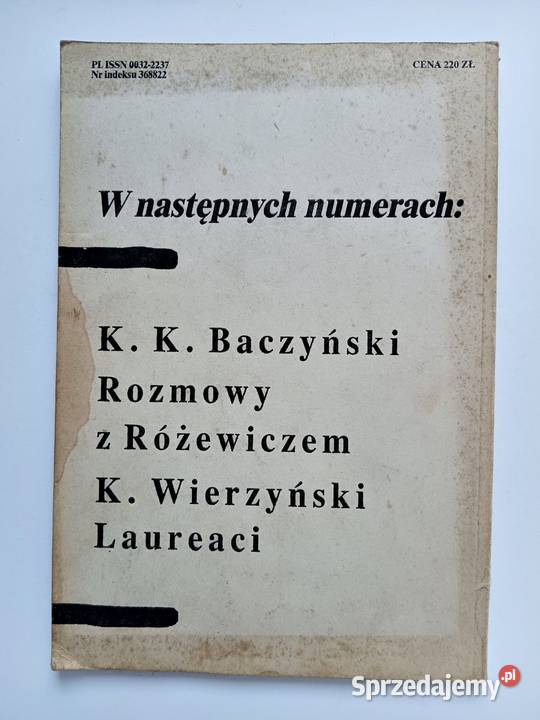 PL ISSN 0032-2237
Nr indeksu 368822
CENA 220 ZŁ
W następnych numerach:
K. K. Baczyński
Rozmowy
z Różewiczem
K. Wierzyński
Laureaci
Sprzedajemy.pl